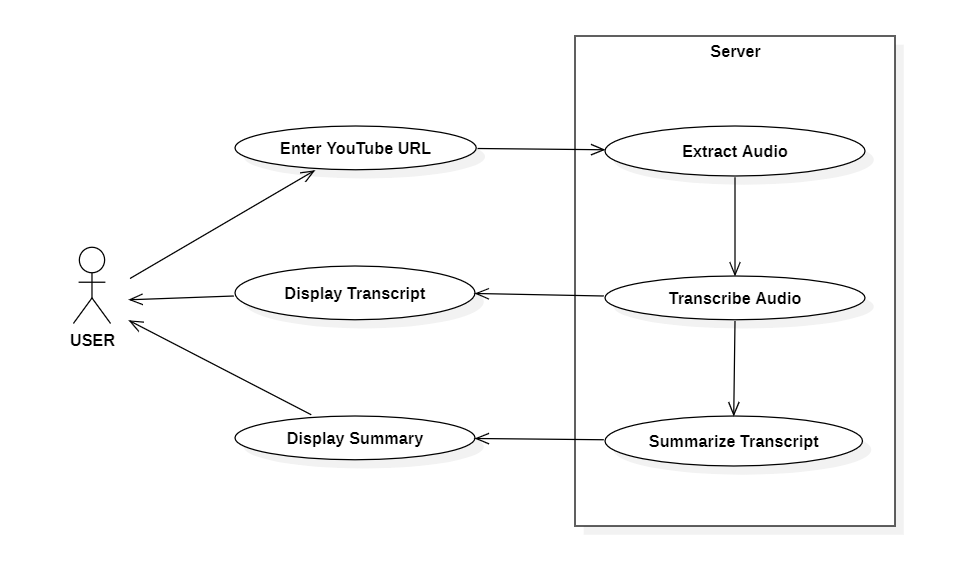 Server
Enter YouTube URL
Extract Audio
Display Transcript
Transcribe Audio
USER
Display Summary
Summarize Transcript